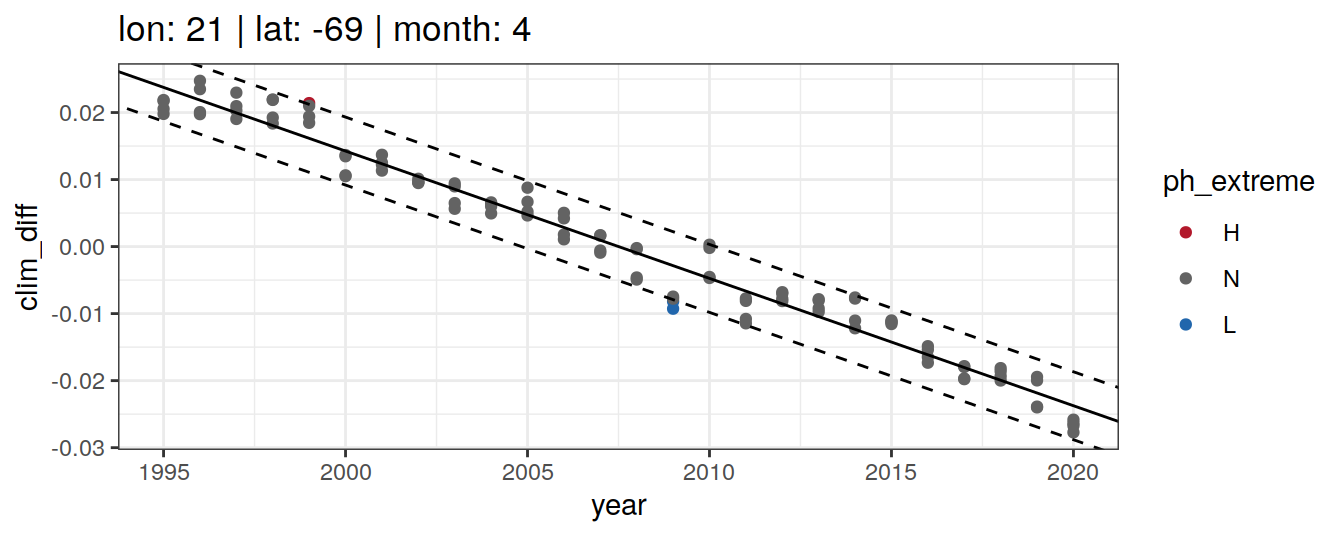 lon: 21 | lat: -69 | month: 4
clim_diff
0.02
0.01
0.00
-0.01
-0.02
-0.03
1995 2000 2005 2010 2015 2020
year
ph_extreme
H
N
L